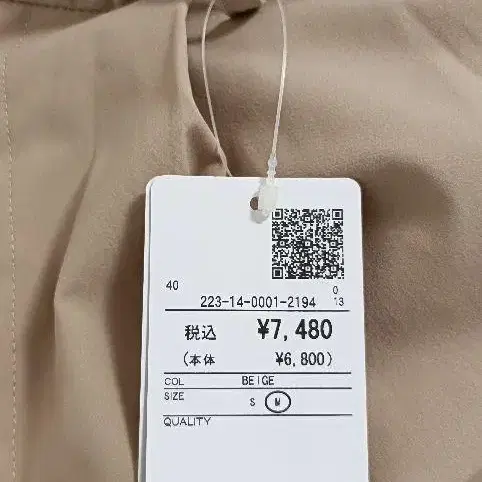 40
0
223-14-0001-2194
13
税込 ¥7,480
(本体 ¥6,800)
COL BEIGE
SIZE S M
QUALITY